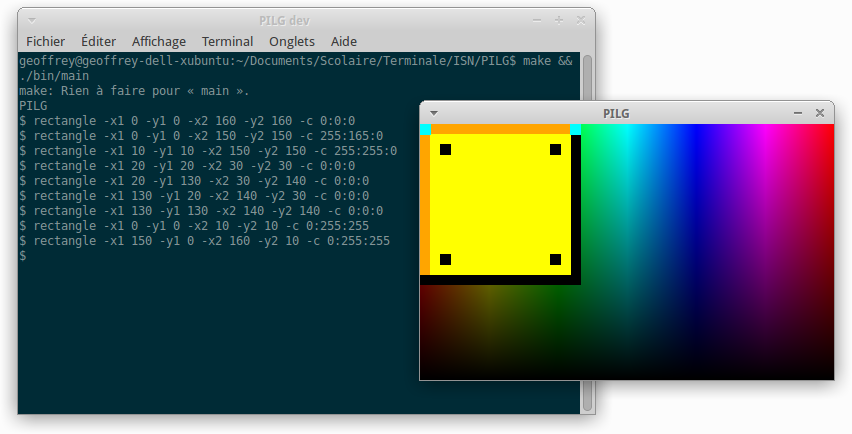 PILG dev
Fichier Éditer Affichage Terminal Onglets Aide
geoffrey@geoffrey-dell-xubuntu:~/Documents/Scolaire/Terminale/ISN/PILG$ make &&
./bin/main
make: Rien à faire pour « main ».
PILG
$ rectangle -x1 0 -y1 0 -x2 160 -y2 160 -c 0:0:0
$ rectangle -x1 0 -y1 0 -x2 150 -y2 150 -c 255:165:0
$ rectangle -x1 10 -y1 10 -x2 150 -y2 150 -c 255:255:0
$ rectangle -x1 20 -y1 20 -x2 30 -y2 30 -c 0:0:0
$ rectangle -x1 20 -y1 130 -x2 30 -y2 140 -c 0:0:0
$ rectangle -x1 130 -y1 20 -x2 140 -y2 30 -c 0:0:0
$ rectangle -x1 130 -y1 130 -x2 140 -y2 140 -c 0:0:0
$ rectangle -x1 0 -y1 0 -x2 10 -y2 10 -c 0:255:255
$ rectangle -x1 150 -y1 0 -x2 160 -y2 10 -c 0:255:255
$
PILG